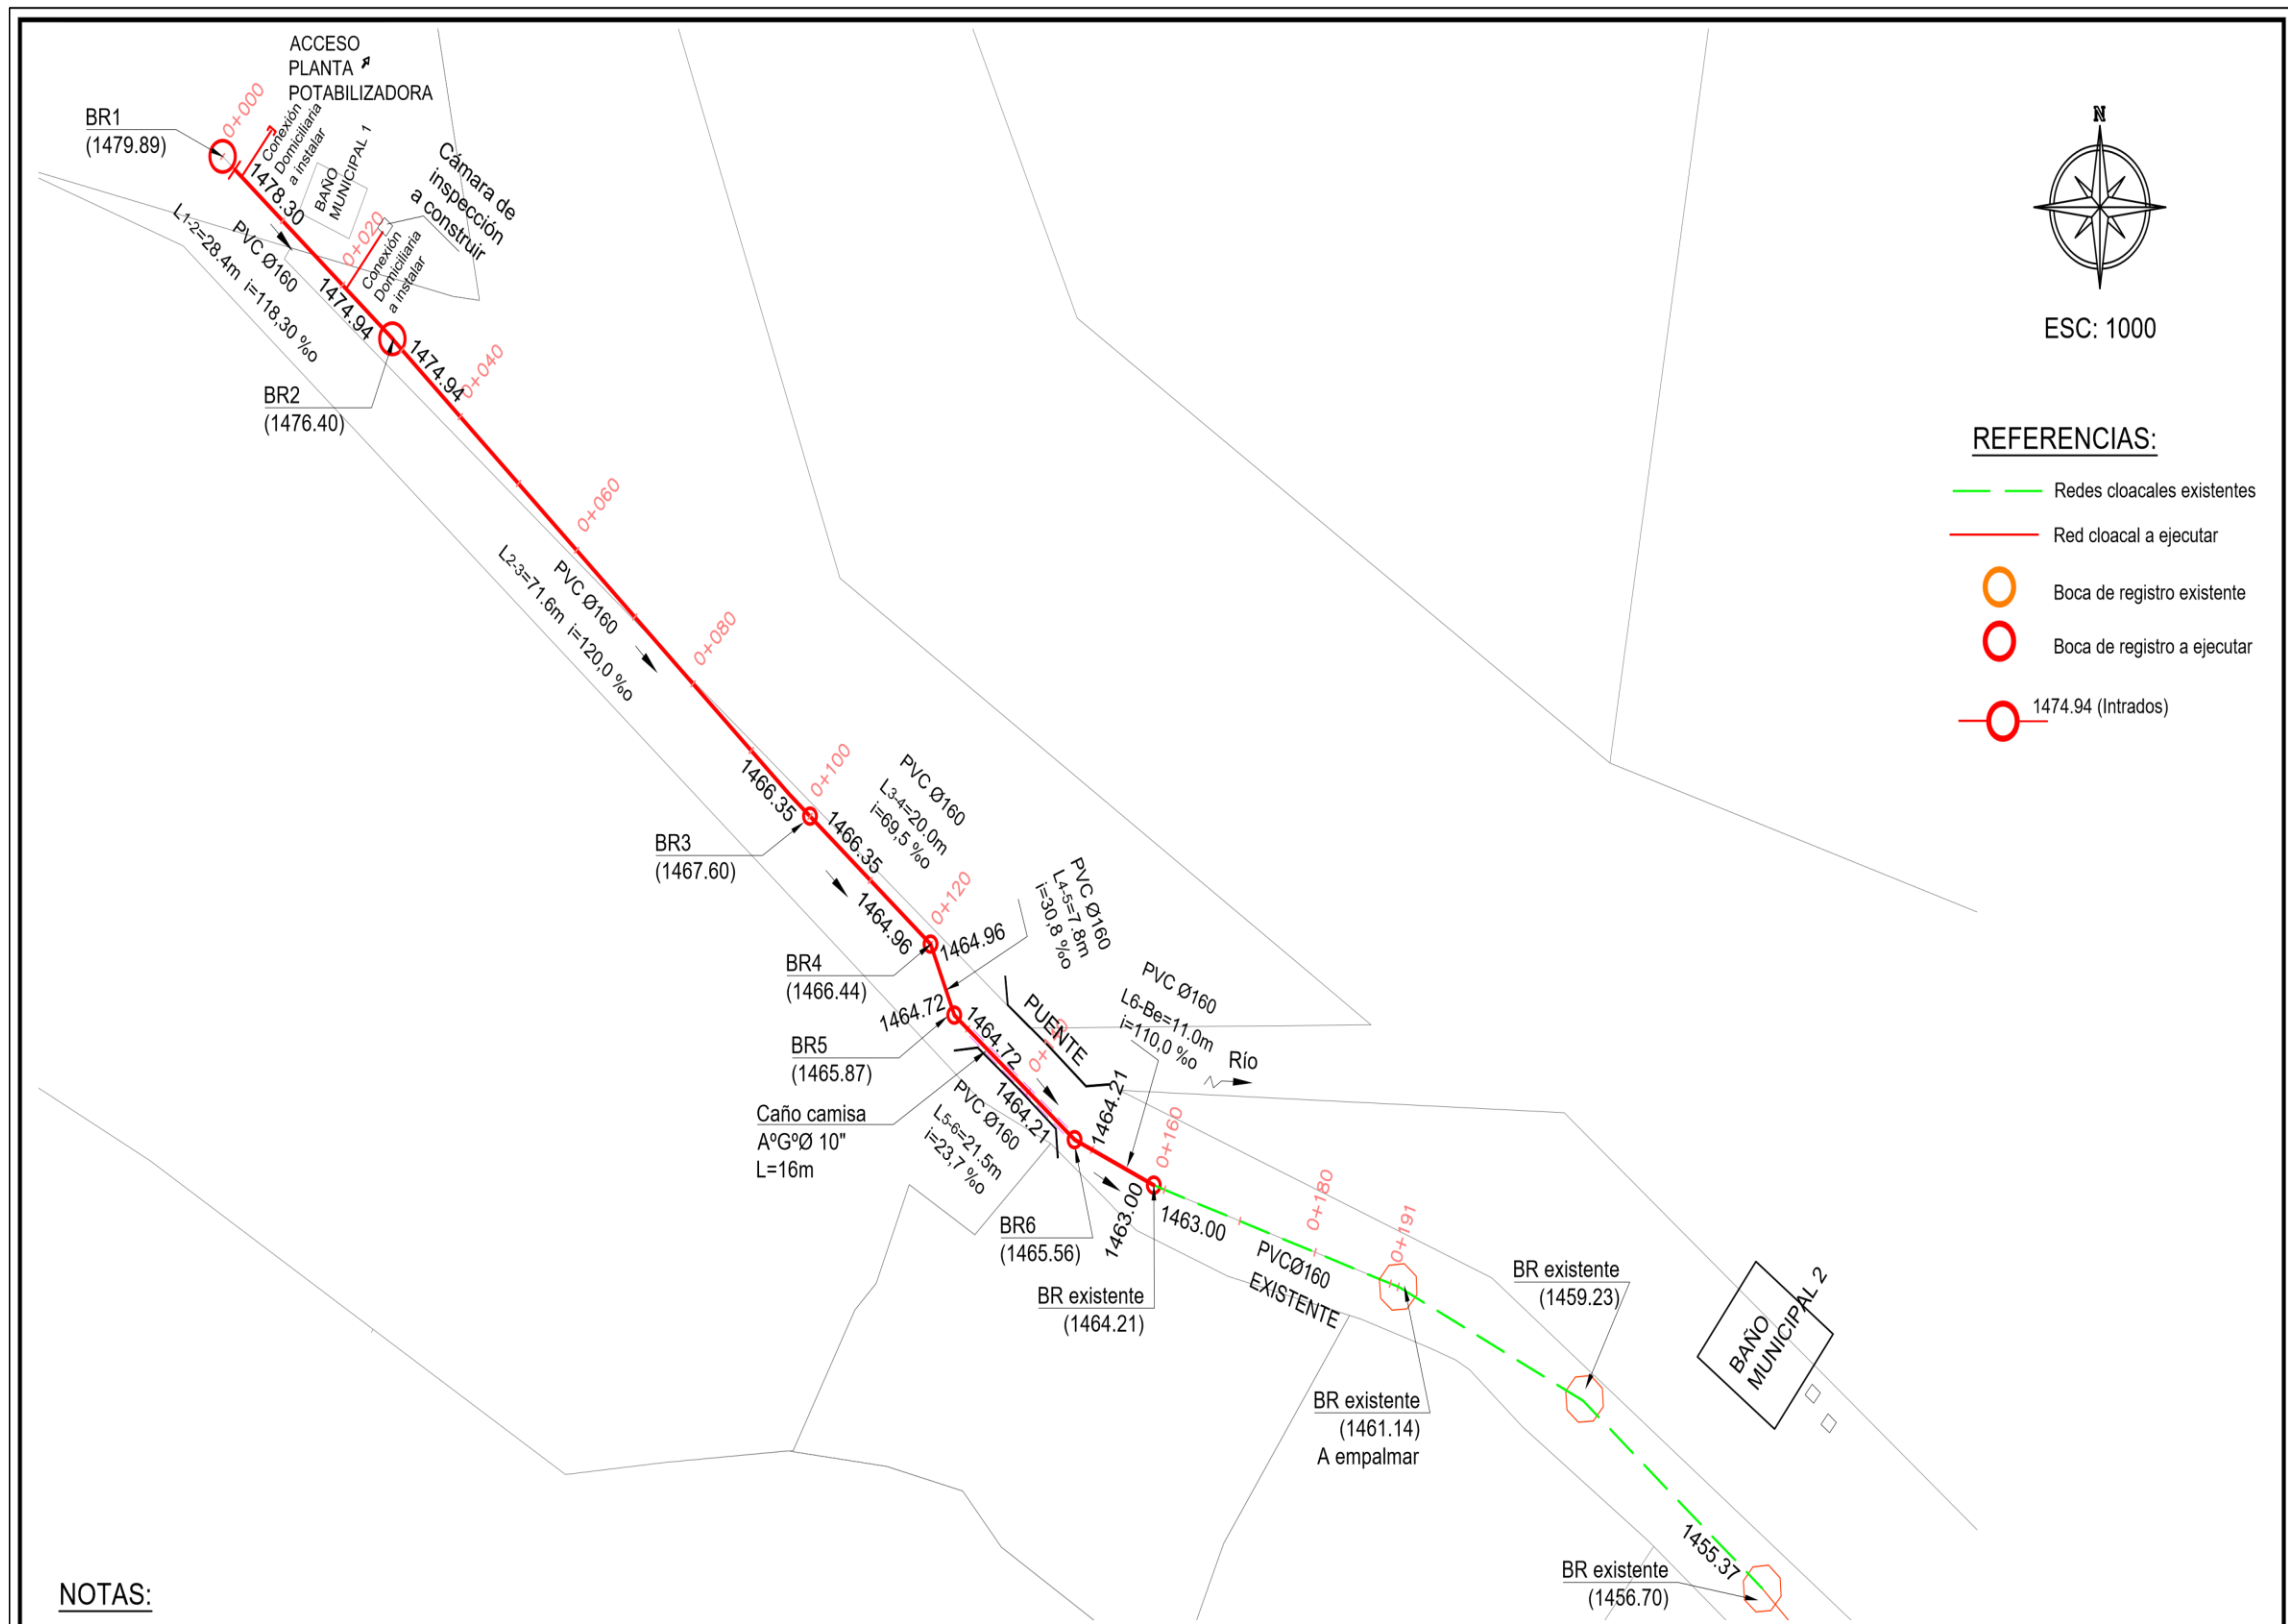 ACCESO
PLANTA
POTABILIZADORA
BR1
(1479.89)
0+000
Conexión
Domiciliaria
a instalar
BAÑO
MUNICIPAL 1
Cámara de
inspección
a construir
1478.30
PVC Ø160
L1-2=28.4m i=118,30 %o
0+020
Conexión
Domiciliaria
a instalar
1474.94
1474.94
0+040
BR2
(1476.40)
0+060
PVC Ø160
L2-3=71.6m i=120,0 %o
0+080
0+100
1466.35
1466.35
BR3
(1467.60)
PVC Ø160
L3-4=20.0m
i=69,5 %o
0+120
1464.96
1464.96
BR4
(1466.44)
PVC Ø160
L4-5=7.8m
i=30,8 %o
1464.72
1464.72
BR5
(1465.87)
PUENTE
PVC Ø160
L6-Be=11.0m
i=110,0 %o
Río
Caño camisa
AºGºØ 10"
L=16m
1464.21
1464.21
PVC Ø160
L5-6=21.5m
i=23,7 %o
0+160
BR6
(1465.56)
1463.00
1463.00
BR existente
(1464.21)
0+180
0+191
PVCØ160
EXISTENTE
BR existente
(1461.14)
A empalmar
BR existente
(1459.23)
BAÑO
MUNICIPAL 2
1455.37
BR existente
(1456.70)
N
ESC: 1000
REFERENCIAS:
Redes cloacales existentes
Red cloacal a ejecutar
Boca de registro existente
Boca de registro a ejecutar
1474.94 (Intrados)
NOTAS: